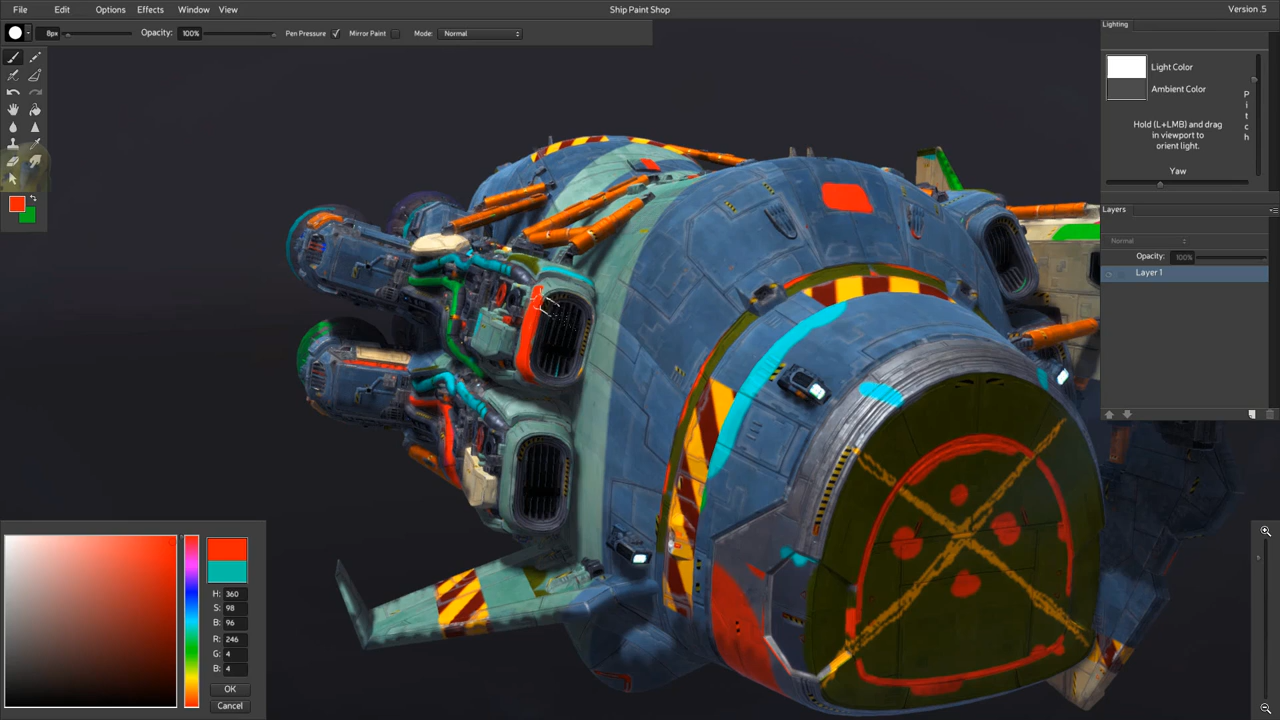 File Edit Options Effects Window View Ship Paint Shop Version .5
8px Opacity: 100% Pen Pressure Mirror Paint Mode: Normal
Lighting
Light Color
Ambient Color
Hold (L+LMB) and drag
in viewport to
orient light.
Pitch
Yaw
Layers
Normal
Opacity: 100%
Layer 1
H: 360
S: 98
B: 96
R: 246
G: 4
B: 4
OK
Cancel